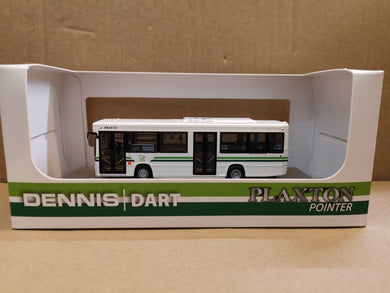 DENNIS | DART
PLAXTON
POINTER